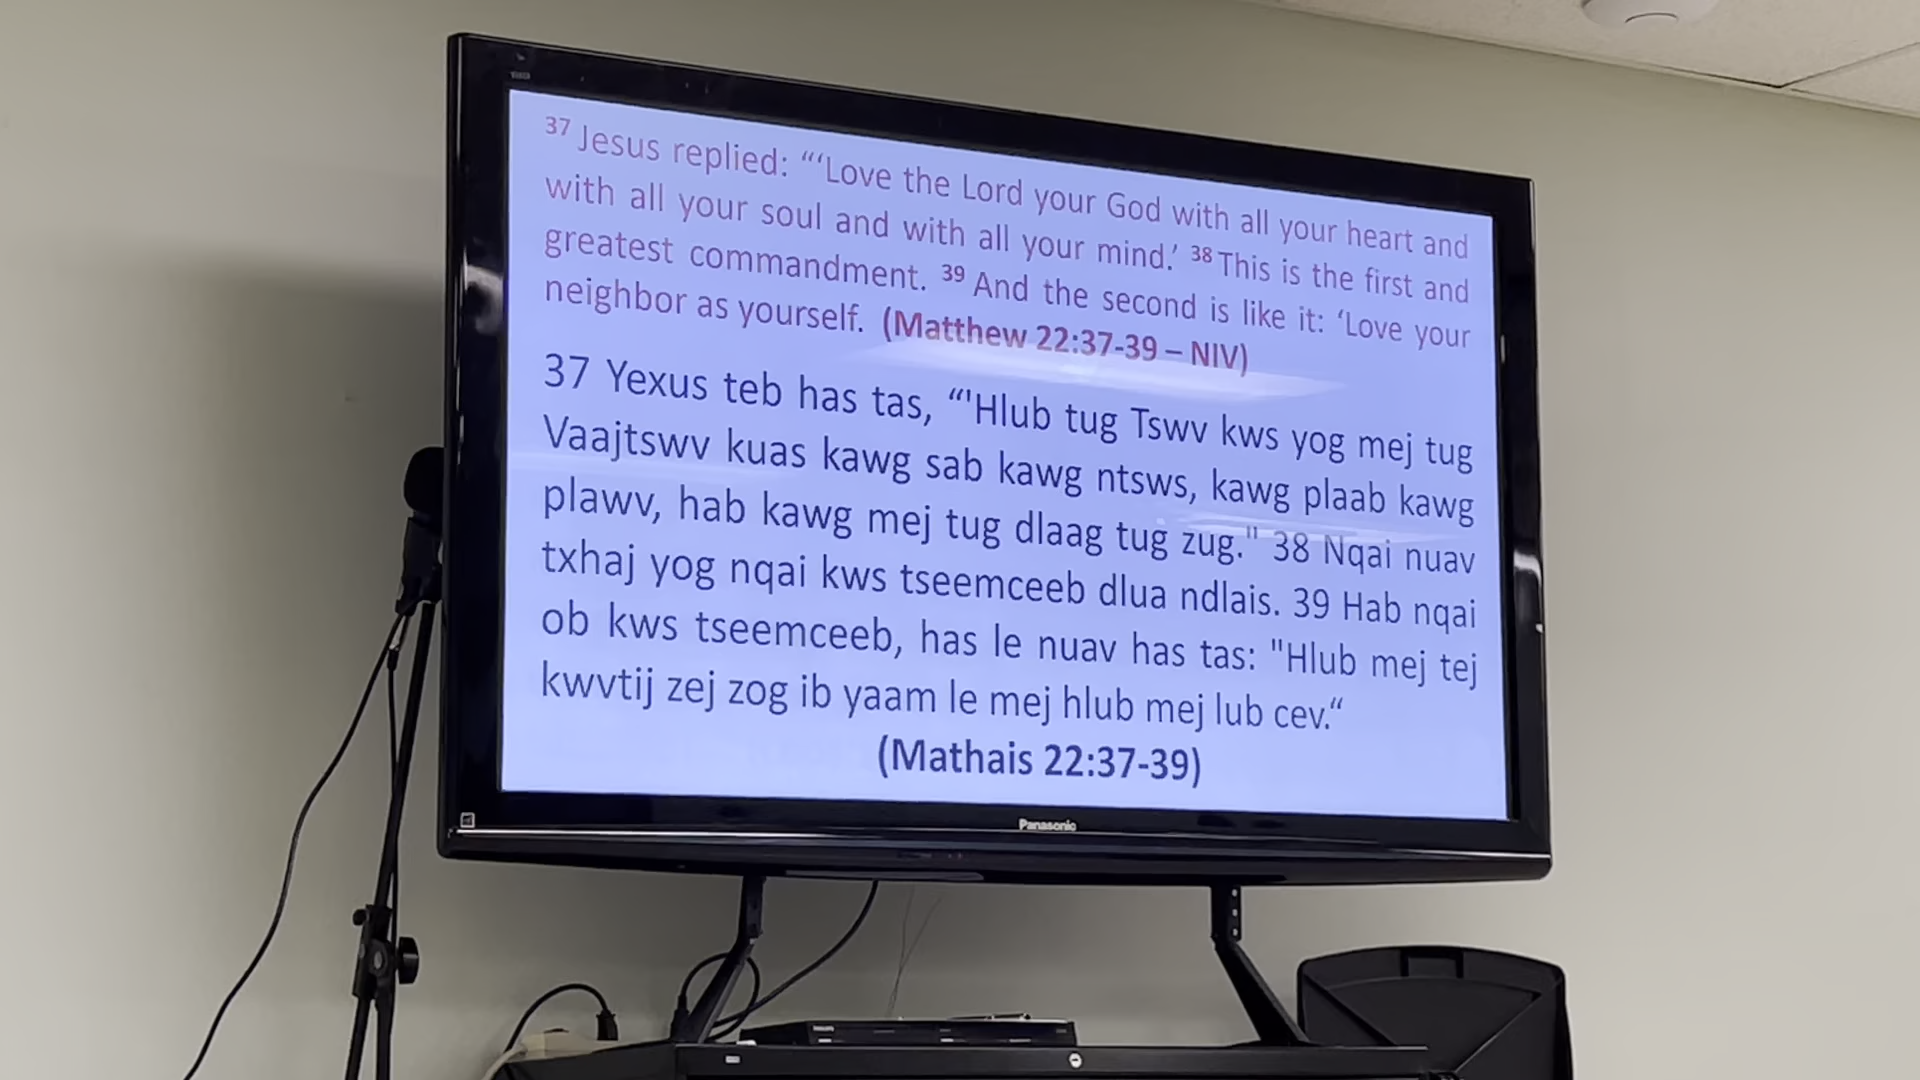 37 Jesus replied: “‘Love the Lord your God with all your heart and
with all your soul and with all your mind.’ 38 This is the first and
greatest commandment. 39 And the second is like it: ‘Love your
neighbor as yourself. (Matthew 22:37-39 – NIV)
37 Yexus teb has tas, “'Hlub tug Tswv kws yog mej tug
Vaajtswv kuas kawg sab kawg ntsws, kawg plaab kawg
plawv, hab kawg mej tug dlaag tug zug." 38 Nqai nuav
txhaj yog nqai kws tseemceeb dlua ndlais. 39 Hab nqai
ob kws tseemceeb, has le nuav has tas: "Hlub mej tej
kwvtij zej zog ib yaam le mej hlub mej lub cev.“
(Mathais 22:37-39)
Panasonic